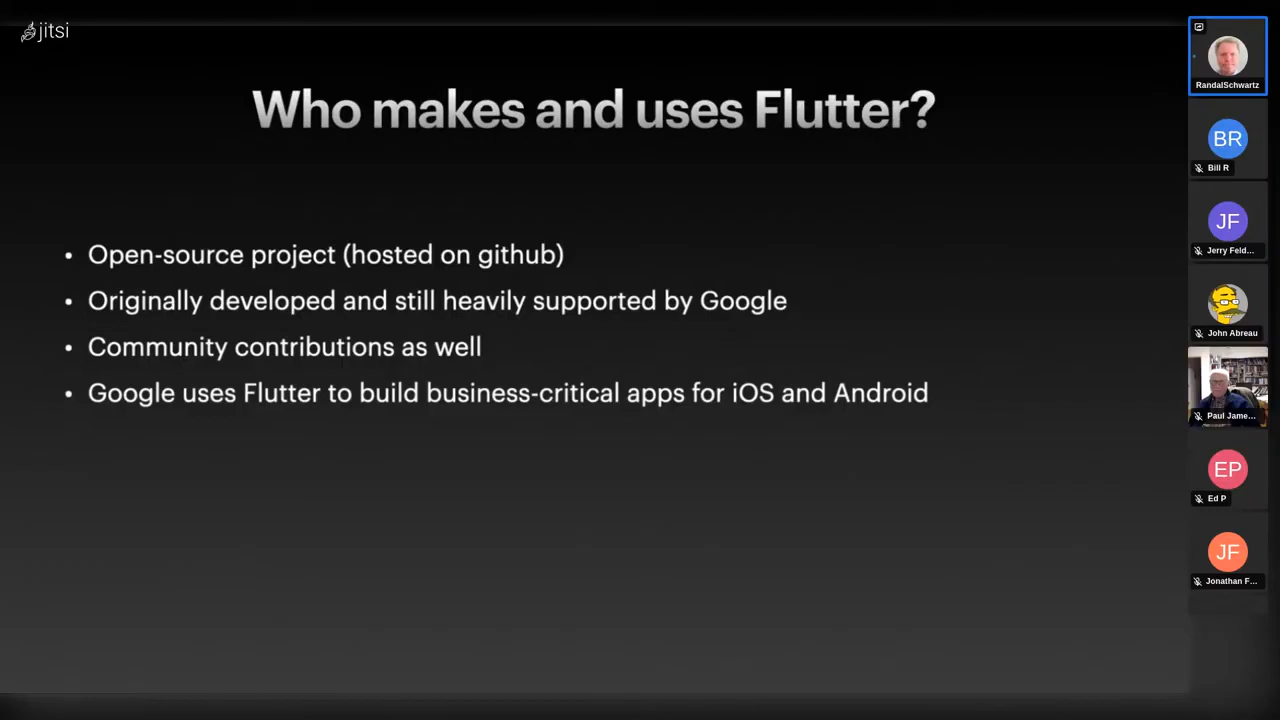 jitsi
Who makes and uses Flutter?
• Open-source project (hosted on github)
• Originally developed and still heavily supported by Google
• Community contributions as well
• Google uses Flutter to build business-critical apps for iOS and Android
RandalSchwartz
BR
Bill R
JF
Jerry Feld...
John Abreau
Paul Jame...
EP
Ed P
JF
Jonathan F...